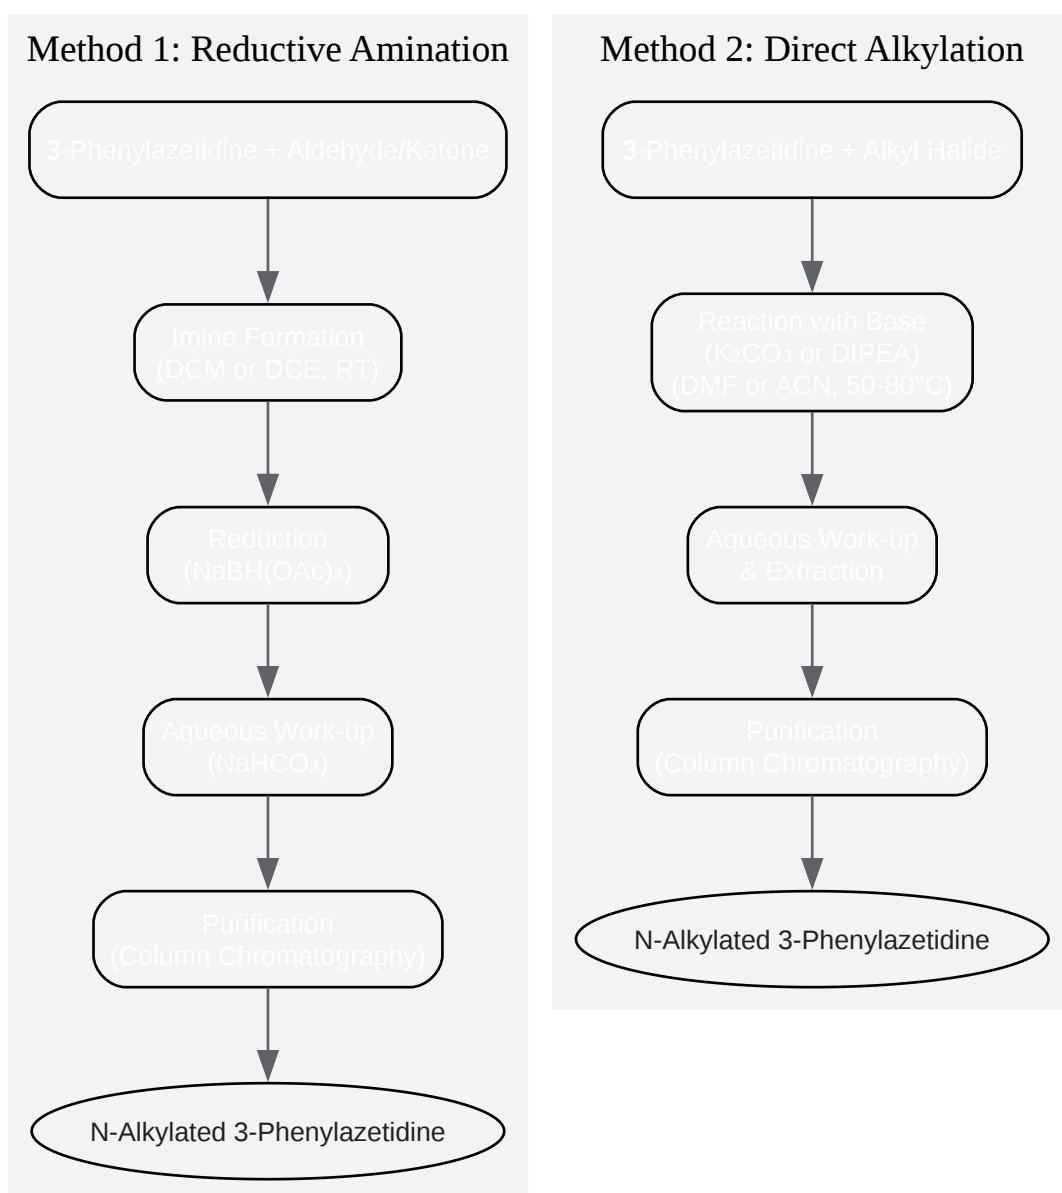 Method 1: Reductive Amination
3-Phenylazetidine + Aldehyde/Ketone
Imine Formation
(DCM or DCE, RT)
Reduction
(NaBH(OAc)₃)
Aqueous Work-up
(NaHCO₃)
Purification
(Column Chromatography)
N-Alkylated 3-Phenylazetidine
Method 2: Direct Alkylation
3-Phenylazetidine + Alkyl Halide
Reaction with Base
(K₂CO₃ or DIPEA)
(DMF or ACN, 50-80°C)
Aqueous Work-up
& Extraction
Purification
(Column Chromatography)
N-Alkylated 3-Phenylazetidine